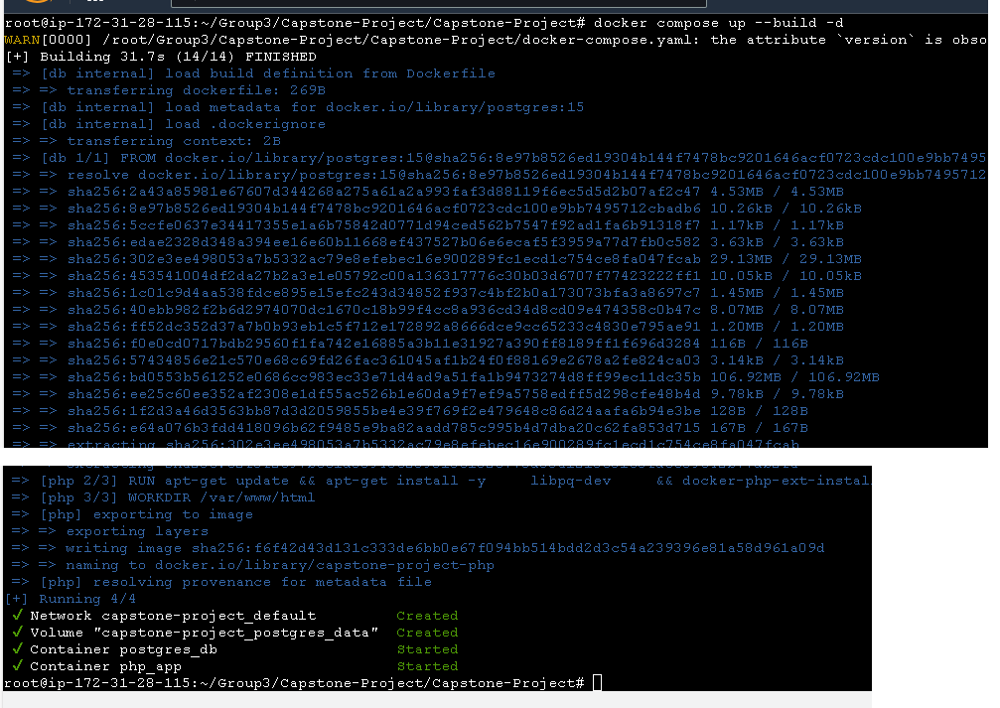 root@ip-172-31-28-115:~/Group3/Capstone-Project/Capstone-Project# docker compose up --build -d
WARN[0000] /root/Group3/Capstone-Project/Capstone-Project/docker-compose.yaml: the attribute `version` is obso
[+] Building 31.7s (14/14) FINISHED
=> [db internal] load build definition from Dockerfile
=> => transferring dockerfile: 269B
=> [db internal] load metadata for docker.io/library/postgres:15
=> [db internal] load .dockerignore
=> => transferring context: 2B
=> [db 1/1] FROM docker.io/library/postgres:15@sha256:8e97b8526ed19304b144f7478bc9201646acf0723cdc100e9bb7495
=> => resolve docker.io/library/postgres:15@sha256:8e97b8526ed19304b144f7478bc9201646acf0723cdc100e9bb7495712
=> => sha256:2a43a85981e67607d344268a275a61a2a993faf3d88119f6ec5d5d2b07af2c47 4.53MB / 4.53MB
=> => sha256:8e97b8526ed19304b144f7478bc9201646acf0723cdc100e9bb7495712cbadb6 10.26kB / 10.26kB
=> => sha256:5ccfe0637e34417355e1a6b75842d0771d94ced562b7547f92ad1fa6b91318f7 1.17kB / 1.17kB
=> => sha256:edae2328d348a394ee16e60b11668ef437527b06e6ecaf5f3959a77d7fb0c582 3.63kB / 3.63kB
=> => sha256:302e3ee498053a7b5332ac79e8efebec16e900289fc1ecd1c754ce8fa047fcab 29.13MB / 29.13MB
=> => sha256:453541004df2da27b2a3e1e05792c00a136317776c30b03d6707f77423222ff1 10.05kB / 10.05kB
=> => sha256:1c01c9d4aa538fdce895e15efc243d34852f937c4bf2b0a173073bfa3a8697c7 1.45MB / 1.45MB
=> => sha256:40ebb982f2b6d2974070dc1670c18b99f4cc8a936cd34d8cd09e474358c0b47c 8.07MB / 8.07MB
=> => sha256:ff52dc352d37a7b0b93eb1c5f712e172892a8666dce9cc65233c4830e795ae91 1.20MB / 1.20MB
=> => sha256:f0e0cd0717bdb29560f1fa742e16885a3b11e31927a390ff8189ff1f696d3284 116B / 116B
=> => sha256:57434856e21c570e68c69fd26fac361045af1b24f0f88169e2678a2fe824ca03 3.14kB / 3.14kB
=> => sha256:bd0553b561252e0686cc983ec33e71d4ad9a51fa1b9473274d8ff99ec11dc35b 106.92MB / 106.92MB
=> => sha256:ee25c60ee352af2308e1df55ac526b1e60da9f7ef9a5758edff5d298cfe48b4d 9.78kB / 9.78kB
=> => sha256:1f2d3a46d3563bb87d3d2059855be4e39f769f2e479648c86d24aafa6b94e3be 128B / 128B
=> => sha256:e64a076b3fdd418096b62f9485e9ba82aadd785c995b4d7dba20c62fa853d715 167B / 167B
=> => extracting sha256:302e3ee498053a7b5332ac79e8efebec16e900289fc1ecd1c754ce8fa047fcab
=> [php 2/3] RUN apt-get update && apt-get install -y libpq-dev && docker-php-ext-instal
=> [php 3/3] WORKDIR /var/www/html
=> [php] exporting to image
=> => exporting layers
=> => writing image sha256:f6f42d43d131c333de6bb0e67f094bb514bdd2d3c54a239396e81a58d961a09d
=> => naming to docker.io/library/capstone-project-php
=> [php] resolving provenance for metadata file
[+] Running 4/4
✓ Network capstone-project_default Created
✓ Volume "capstone-project_postgres_data" Created
✓ Container postgres_db Started
✓ Container php_app Started
root@ip-172-31-28-115:~/Group3/Capstone-Project/Capstone-Project#